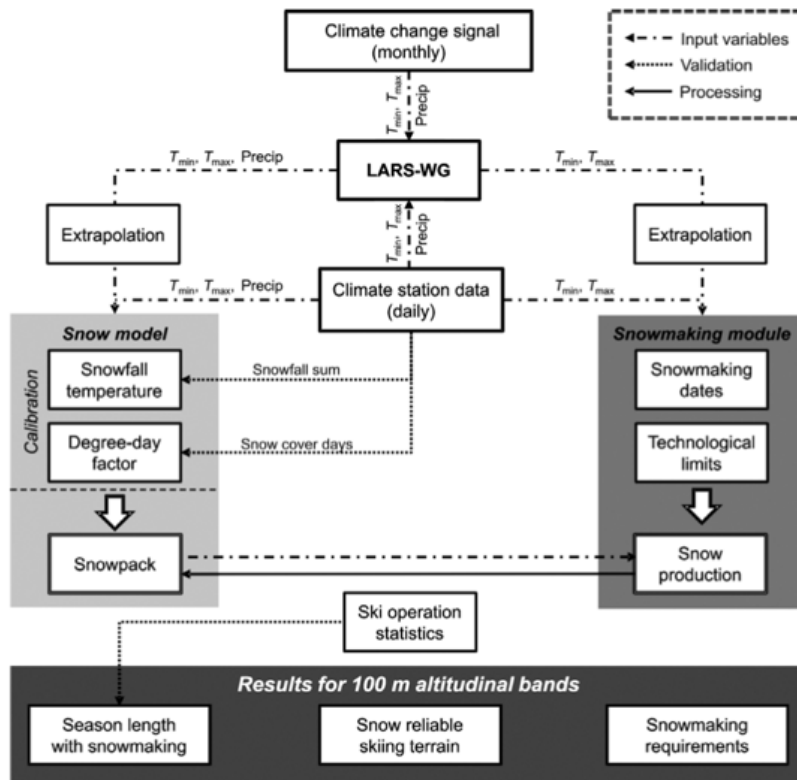 Climate change signal
(monthly)
Input variables
Validation
Processing
Tmin, Tmax
Precip
Tmin, Tmax, Precip
LARS-WG
Tmin, Tmax
Extrapolation
Tmin, Tmax
Precip
Extrapolation
Tmin, Tmax, Precip
Climate station data
(daily)
Tmin, Tmax
Snow model
Snowmaking module
Calibration
Snowfall
temperature
Snowfall sum
Snowmaking
dates
Degree-day
factor
Snow cover days
Technological
limits
Snowpack
Snow
production
Ski operation
statistics
Results for 100 m altitudinal bands
Season length
with snowmaking
Snow reliable
skiing terrain
Snowmaking
requirements